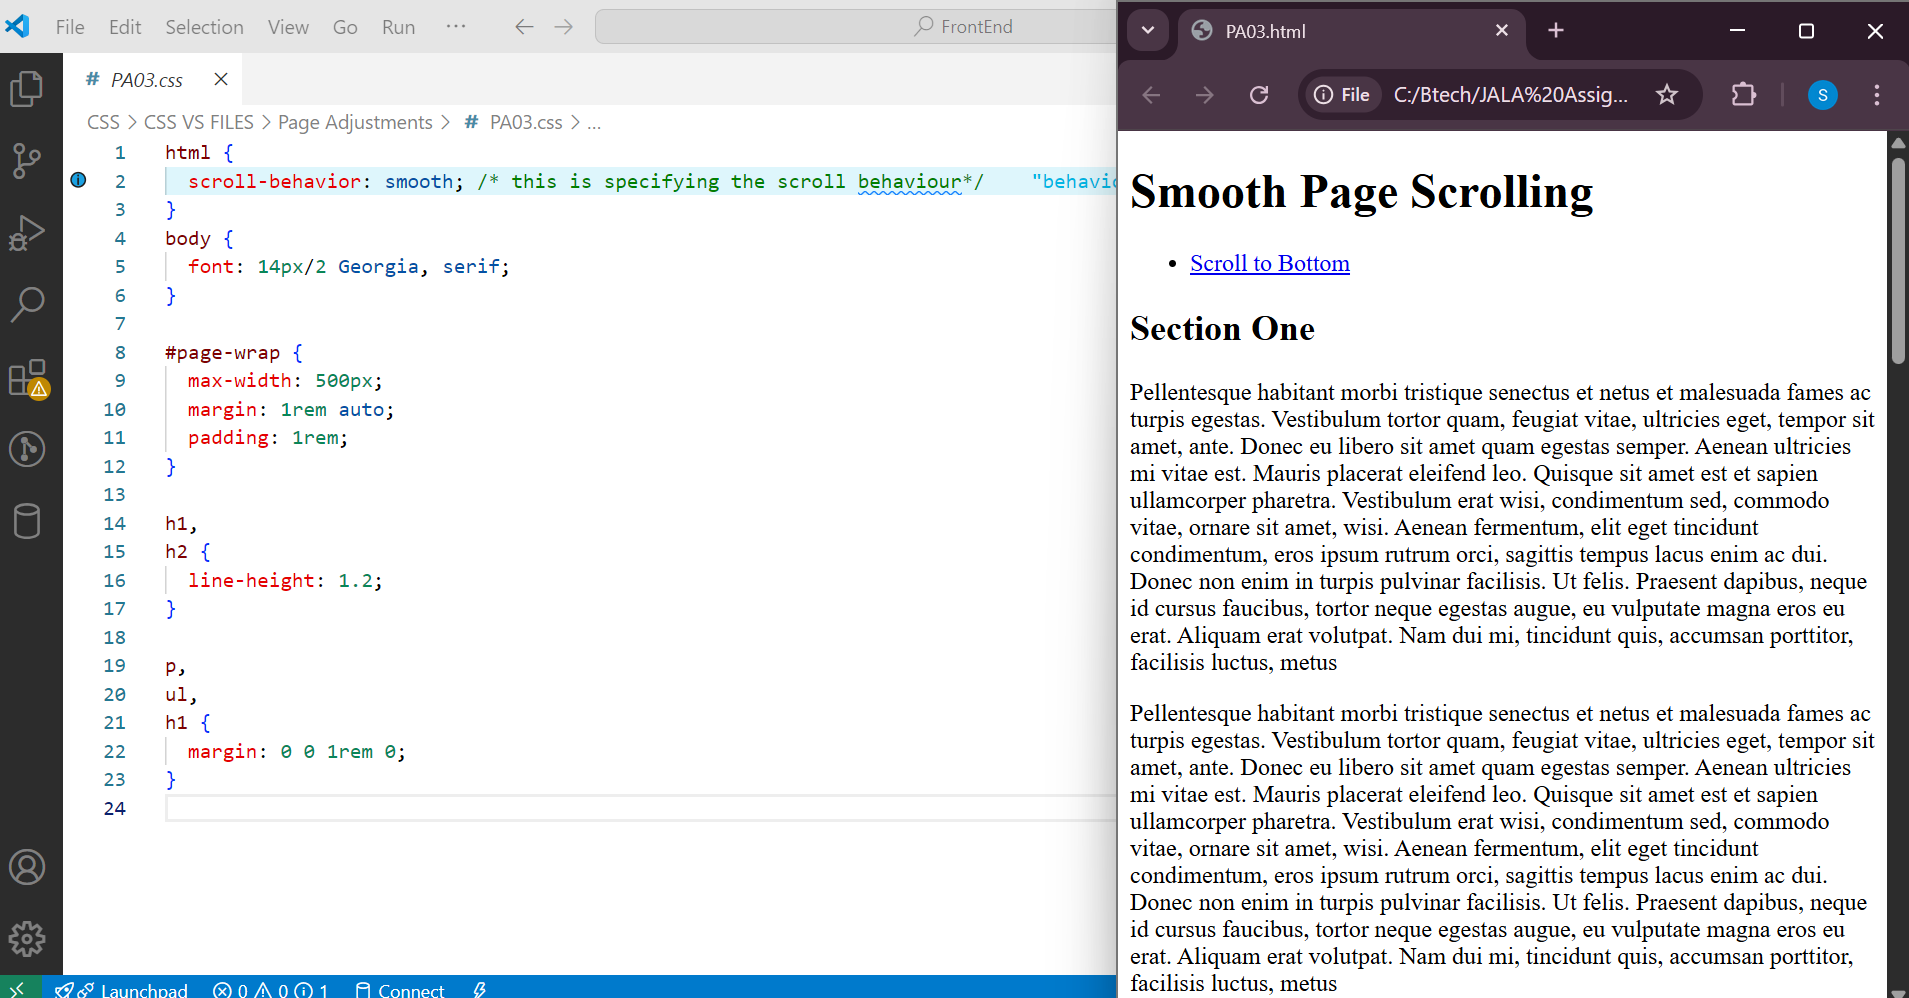 File Edit Selection View Go Run ··· FrontEnd
# PA03.css
CSS > CSS VS FILES > Page Adjustments > # PA03.css > ...
1 html {
2 scroll-behavior: smooth; /* this is specifying the scroll behaviour*/ "behavio
3 }
4 body {
5 font: 14px/2 Georgia, serif;
6 }
7
8 #page-wrap {
9 max-width: 500px;
10 margin: 1rem auto;
11 padding: 1rem;
12 }
13
14 h1,
15 h2 {
16 line-height: 1.2;
17 }
18
19 p,
20 ul,
21 h1 {
22 margin: 0 0 1rem 0;
23 }
24
Launchpad 0 0 1 Connect
PA03.html
File C:/Btech/JALA%20Assig... S
Smooth Page Scrolling
• Scroll to Bottom
Section One
Pellentesque habitant morbi tristique senectus et netus et malesuada fames ac
turpis egestas. Vestibulum tortor quam, feugiat vitae, ultricies eget, tempor sit
amet, ante. Donec eu libero sit amet quam egestas semper. Aenean ultricies
mi vitae est. Mauris placerat eleifend leo. Quisque sit amet est et sapien
ullamcorper pharetra. Vestibulum erat wisi, condimentum sed, commodo
vitae, ornare sit amet, wisi. Aenean fermentum, elit eget tincidunt
condimentum, eros ipsum rutrum orci, sagittis tempus lacus enim ac dui.
Donec non enim in turpis pulvinar facilisis. Ut felis. Praesent dapibus, neque
id cursus faucibus, tortor neque egestas augue, eu vulputate magna eros eu
erat. Aliquam erat volutpat. Nam dui mi, tincidunt quis, accumsan porttitor,
facilisis luctus, metus
Pellentesque habitant morbi tristique senectus et netus et malesuada fames ac
turpis egestas. Vestibulum tortor quam, feugiat vitae, ultricies eget, tempor sit
amet, ante. Donec eu libero sit amet quam egestas semper. Aenean ultricies
mi vitae est. Mauris placerat eleifend leo. Quisque sit amet est et sapien
ullamcorper pharetra. Vestibulum erat wisi, condimentum sed, commodo
vitae, ornare sit amet, wisi. Aenean fermentum, elit eget tincidunt
condimentum, eros ipsum rutrum orci, sagittis tempus lacus enim ac dui.
Donec non enim in turpis pulvinar facilisis. Ut felis. Praesent dapibus, neque
id cursus faucibus, tortor neque egestas augue, eu vulputate magna eros eu
erat. Aliquam erat volutpat. Nam dui mi, tincidunt quis, accumsan porttitor,
facilisis luctus, metus